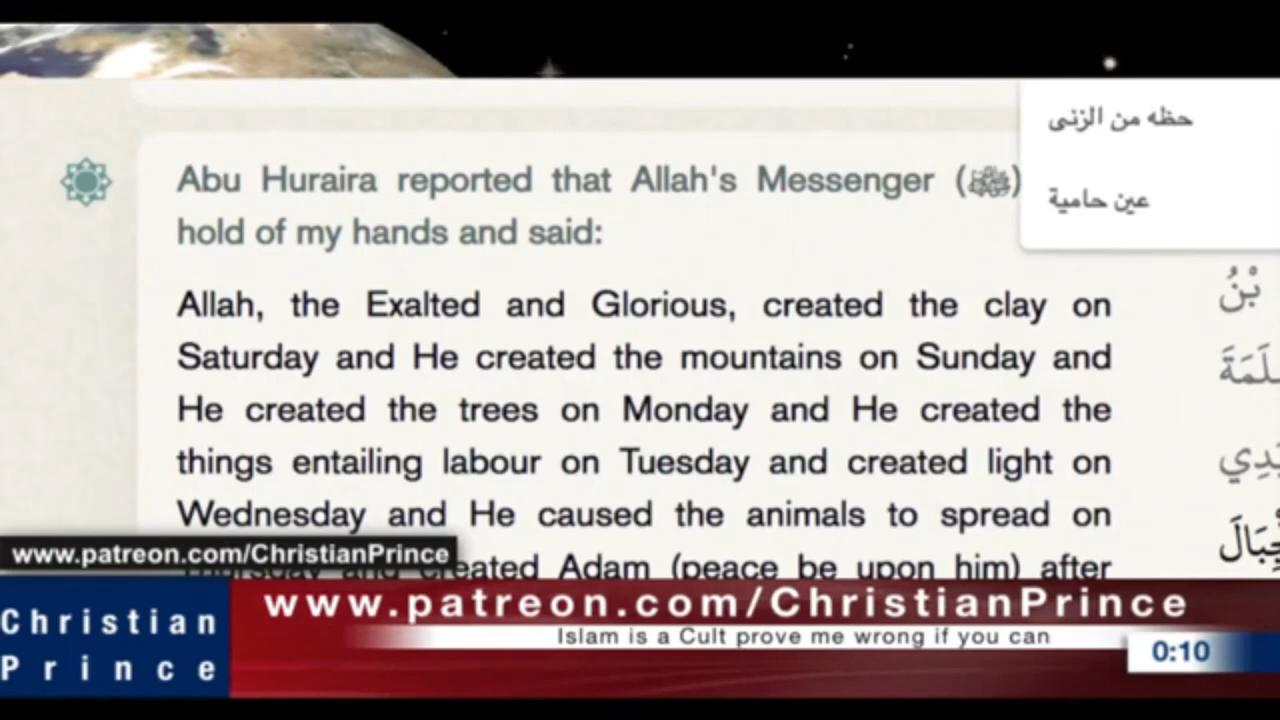 حظه من الزنى
عين حامية
Abu Huraira reported that Allah's Messenger (ﷺ)
hold of my hands and said:
Allah, the Exalted and Glorious, created the clay on
Saturday and He created the mountains on Sunday and
He created the trees on Monday and He created the
things entailing labour on Tuesday and created light on
Wednesday and He caused the animals to spread on
Thursday and created Adam (peace be upon him) after
بْنُ
www.patreon.com/ChristianPrince
Christian
Prince
www.patreon.com/ChristianPrince
Islam is a Cult prove me wrong if you can
0:10